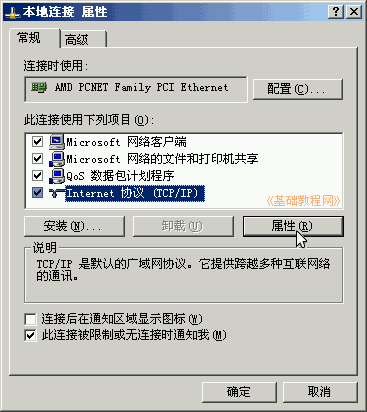 本地连接 属性
常规
高级
连接时使用:
AMD PCNET Family PCI Ethernet
配置(C)...
此连接使用下列项目(O):
Microsoft 网络客户端
Microsoft 网络的文件和打印机共享
QoS 数据包计划程序
Internet 协议 (TCP/IP)
《基础教程网》
安装(N)...
卸载(U)
属性(R)
说明
TCP/IP 是默认的广域网协议。它提供跨越多种互联网络
的通讯。
连接后在通知区域显示图标(W)
此连接被限制或无连接时通知我(M)
确定
取消